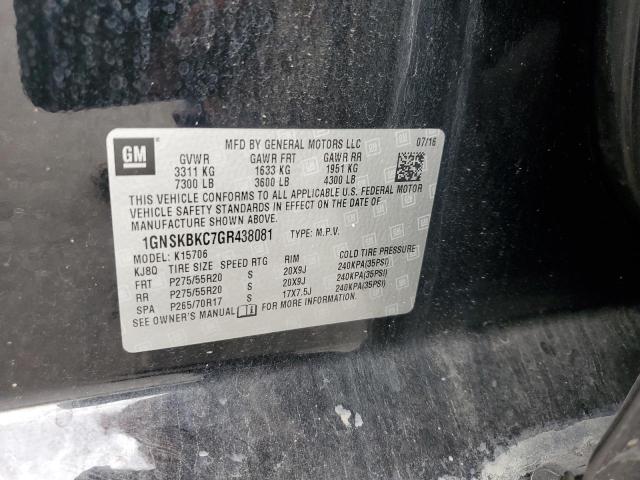 GM
MFD BY GENERAL MOTORS LLC 07/16
GVWR GAWR FRT GAWR RR
3311 KG 1633 KG 1951 KG
7300 LB 3600 LB 4300 LB
THIS VEHICLE CONFORMS TO ALL APPLICABLE U.S. FEDERAL MOTOR
VEHICLE SAFETY STANDARDS IN EFFECT ON THE DATE OF
MANUFACTURE SHOWN ABOVE.
1GNSKBKC7GR438081 TYPE: M.P.V.
MODEL: K15706
KJ8Q TIRE SIZE SPEED RTG RIM COLD TIRE PRESSURE
FRT P275/55R20 S 20X9J 240KPA(35PSI)
RR P275/55R20 S 20X9J 240KPA(35PSI)
SPA P265/70R17 S 17X7.5J 240KPA(35PSI)
SEE OWNER'S MANUAL FOR MORE INFORMATION.